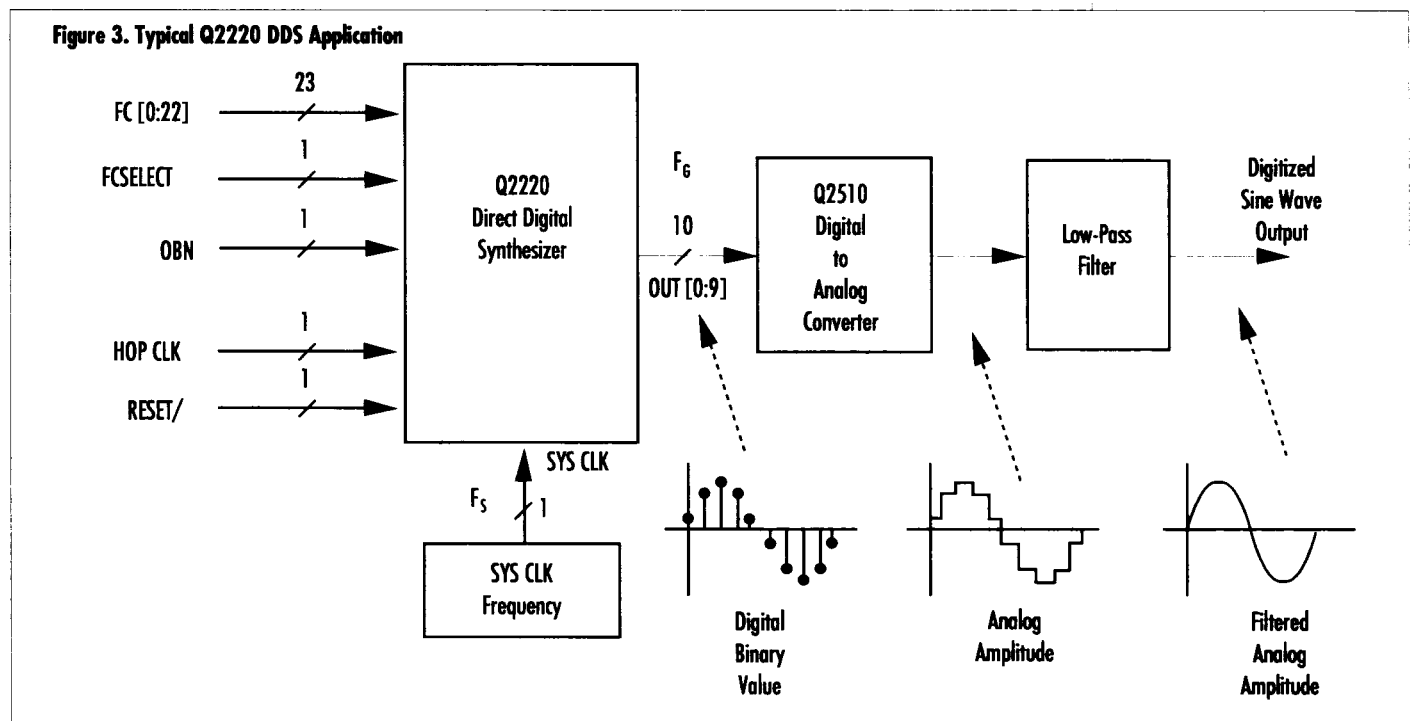 Figure 3. Typical Q2220 DDS Application
23
FC [0:22]
1
FCSELECT
1
OBN
1
HOP CLK
1
RESET/
Q2220
Direct Digital
Synthesizer
SYS CLK
F_S
1
SYS CLK
Frequency
F_G
10
OUT [0:9]
Q2510
Digital
to
Analog
Converter
Low-Pass
Filter
Digitized
Sine Wave
Output
Digital
Binary
Value
Analog
Amplitude
Filtered
Analog
Amplitude